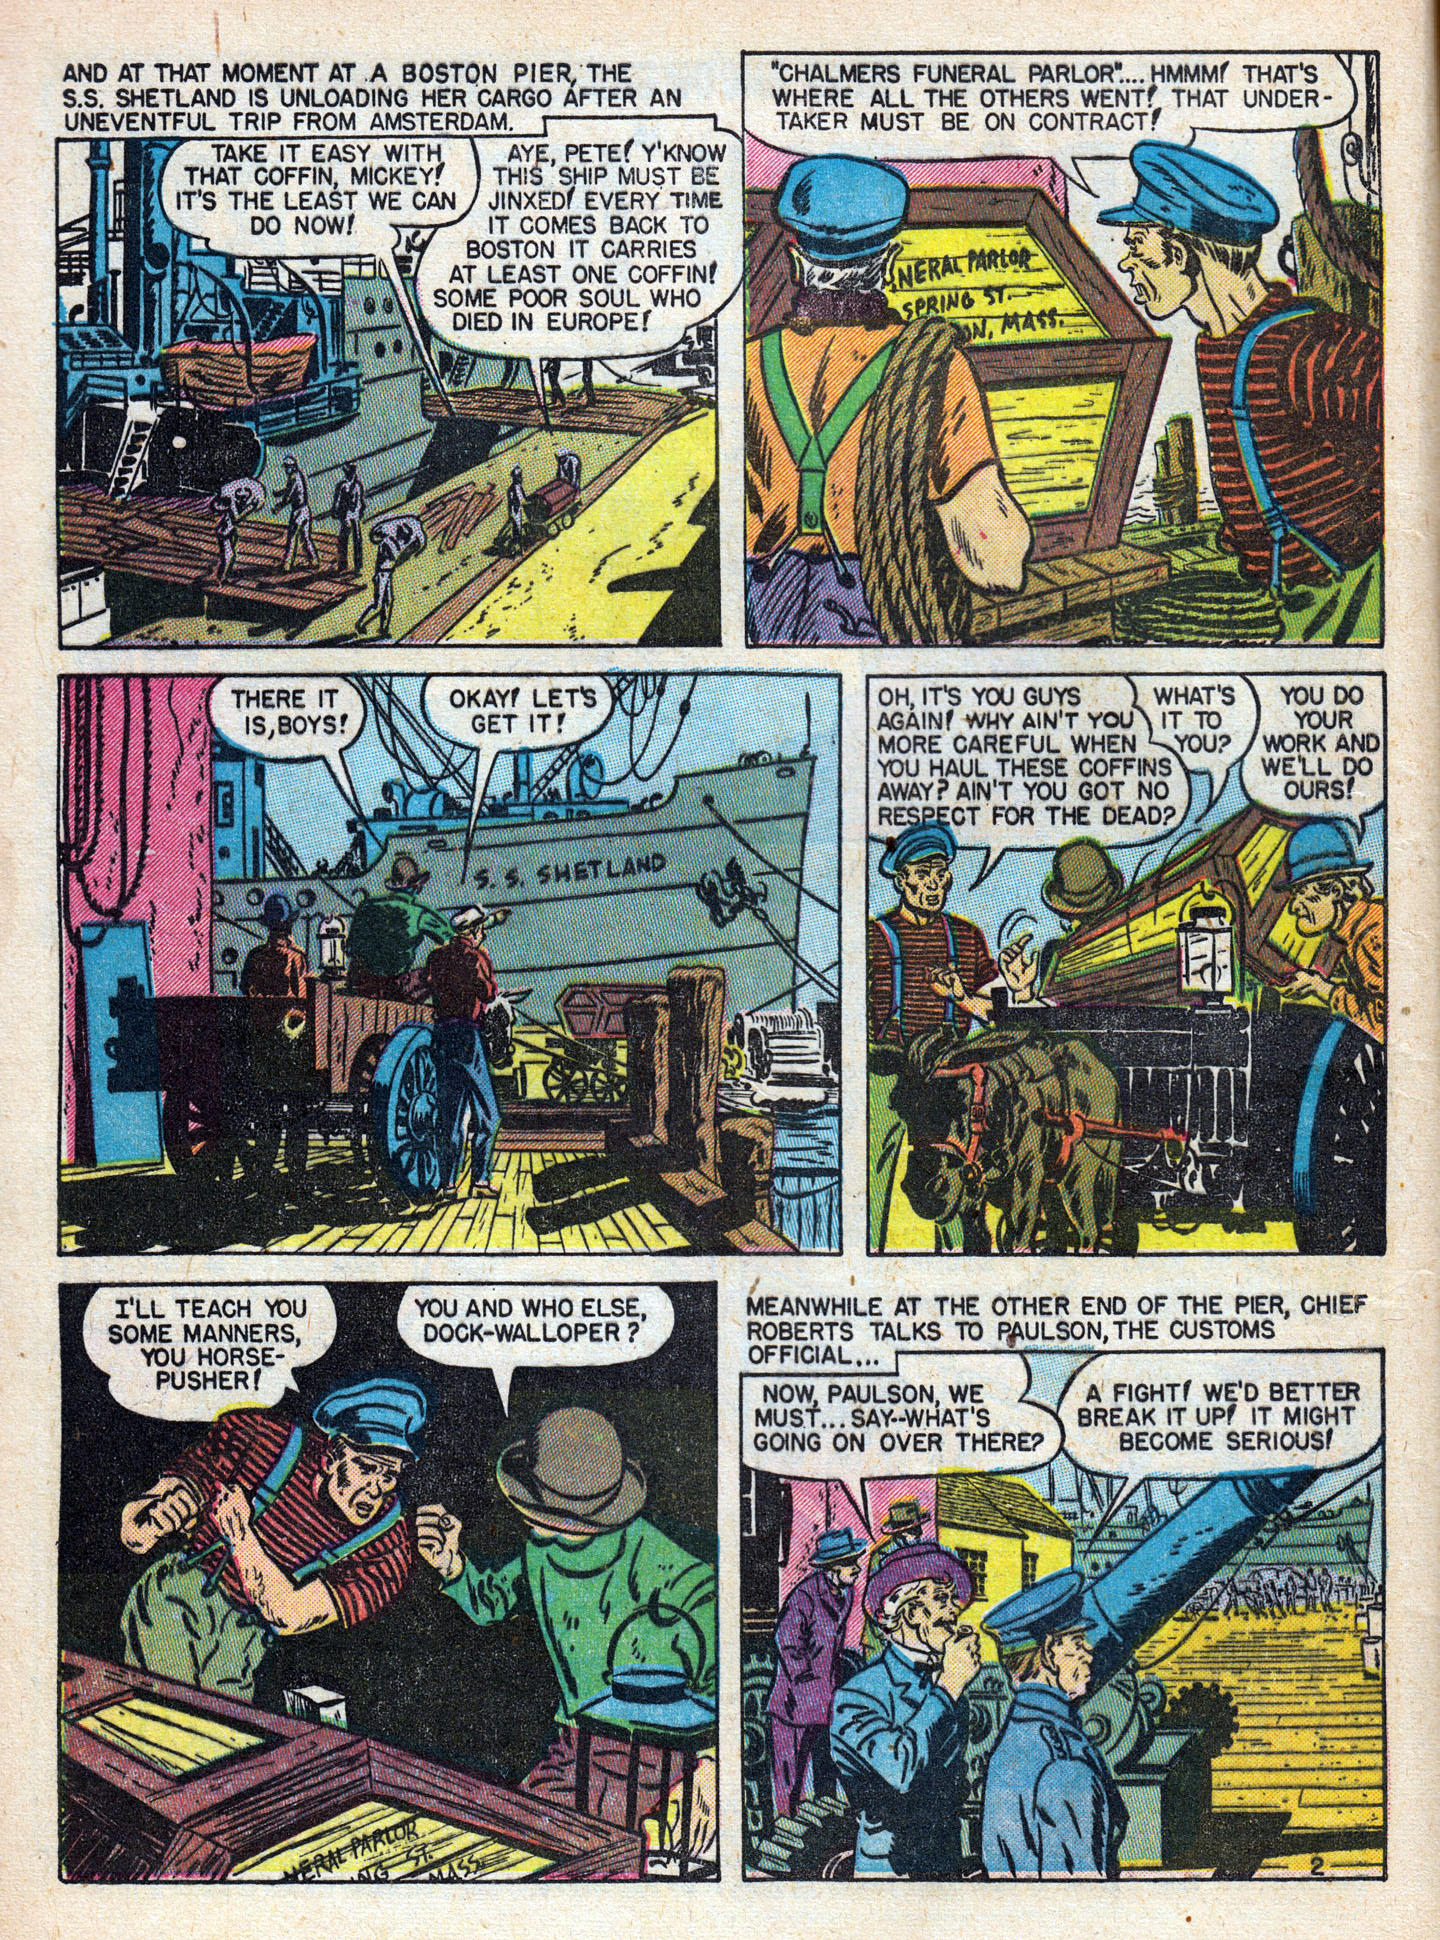 AND AT THAT MOMENT AT A BOSTON PIER, THE
S.S. SHETLAND IS UNLOADING HER CARGO AFTER AN
UNEVENTFUL TRIP FROM AMSTERDAM.
TAKE IT EASY WITH
THAT COFFIN, MICKEY!
IT'S THE LEAST WE CAN
DO NOW!
AYE, PETE! Y'KNOW
THIS SHIP MUST BE
JINXED! EVERY TIME
IT COMES BACK TO
BOSTON IT CARRIES
AT LEAST ONE COFFIN!
SOME POOR SOUL WHO
DIED IN EUROPE!
"CHALMERS FUNERAL PARLOR".... HMMM! THAT'S
WHERE ALL THE OTHERS WENT! THAT UNDER-
TAKER MUST BE ON CONTRACT!
NERAL PARLOR
SPRING ST.
ON, MASS.
THERE IT
IS, BOYS!
OKAY! LET'S
GET IT!
S. S. SHETLAND
OH, IT'S YOU GUYS
AGAIN! WHY AIN'T YOU
MORE CAREFUL WHEN
YOU HAUL THESE COFFINS
AWAY? AIN'T YOU GOT NO
RESPECT FOR THE DEAD?
WHAT'S
IT TO
YOU?
YOU DO
YOUR
WORK AND
WE'LL DO
OURS!
I'LL TEACH YOU
SOME MANNERS,
YOU HORSE-
PUSHER!
YOU AND WHO ELSE,
DOCK-WALLOPER?
NERAL PARLOR
ING ST.
MASS.
MEANWHILE AT THE OTHER END OF THE PIER, CHIEF
ROBERTS TALKS TO PAULSON, THE CUSTOMS
OFFICIAL...
NOW, PAULSON, WE
MUST... SAY--WHAT'S
GOING ON OVER THERE?
A FIGHT! WE'D BETTER
BREAK IT UP! IT MIGHT
BECOME SERIOUS!
2